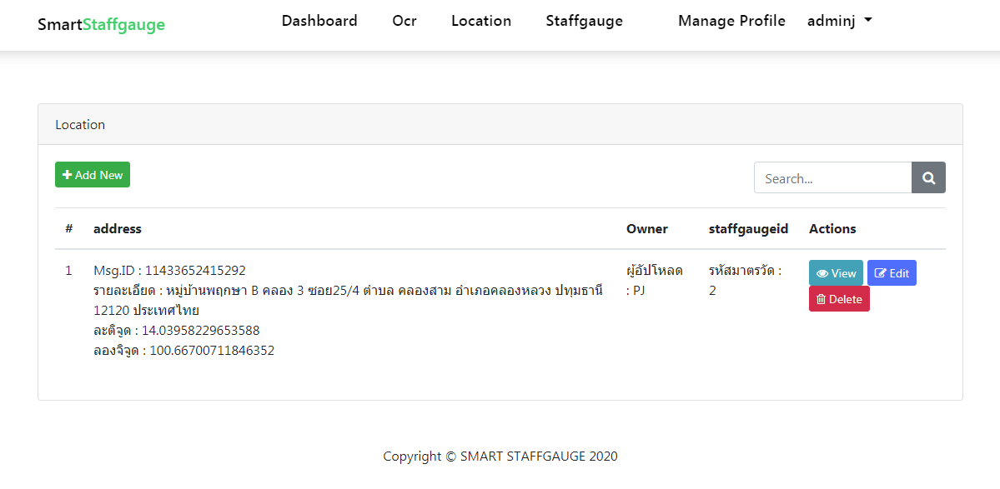 SmartStaffgauge Dashboard Ocr Location Staffgauge Manage Profile adminj
Location
Add New Search...
# address Owner staffgaugeid Actions
1 Msg.ID : 11433652415292 ผู้อัปโหลด รหัสมาตรวัด : View Edit
รายละเอียด : หมู่บ้านพฤกษา B คลอง 3 ซอย25/4 ตำบล คลองสาม อำเภอคลองหลวง ปทุมธานี : PJ 2
Delete
12120 ประเทศไทย
ละติจูด : 14.03958229653588
ลองจิจูด : 100.66700711846352
Copyright © SMART STAFFGAUGE 2020